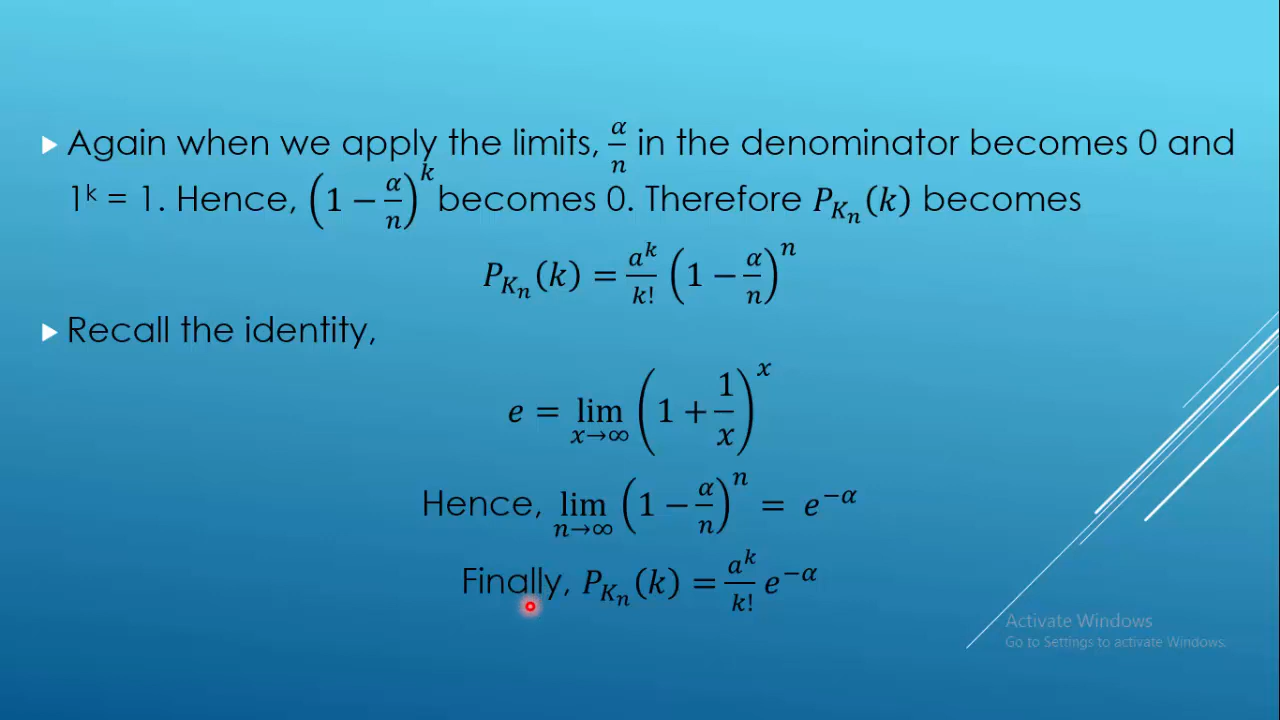 Again when we apply the limits, α/n in the denominator becomes 0 and
1ᵏ = 1. Hence, (1 − α/n)ᵏ becomes 0. Therefore P_{K_n}(k) becomes
P_{K_n}(k) = aᵏ/k! (1 − α/n)ⁿ
Recall the identity,
e = lim_{x→∞} (1 + 1/x)ˣ
Hence, lim_{n→∞} (1 − α/n)ⁿ = e^{−α}
Finally, P_{K_n}(k) = aᵏ/k! e^{−α}
Activate Windows
Go to Settings to activate Windows.